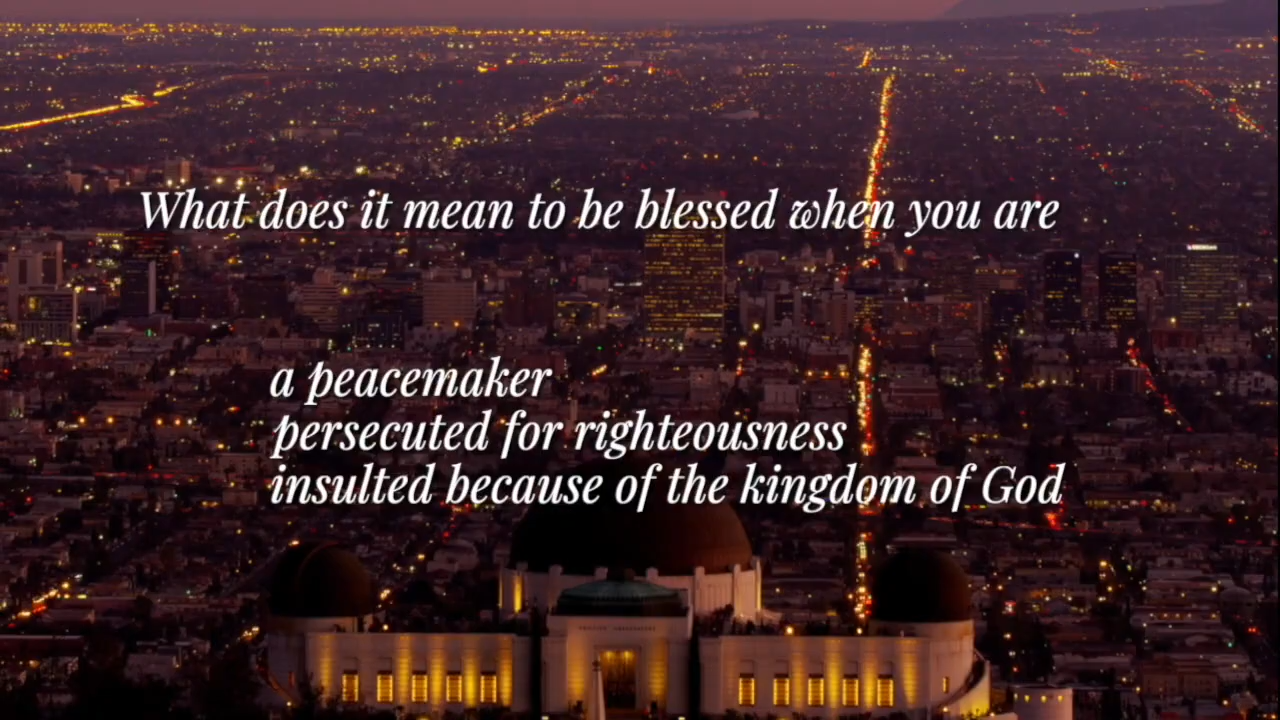 What does it mean to be blessed when you are
a peacemaker
persecuted for righteousness
insulted because of the kingdom of God